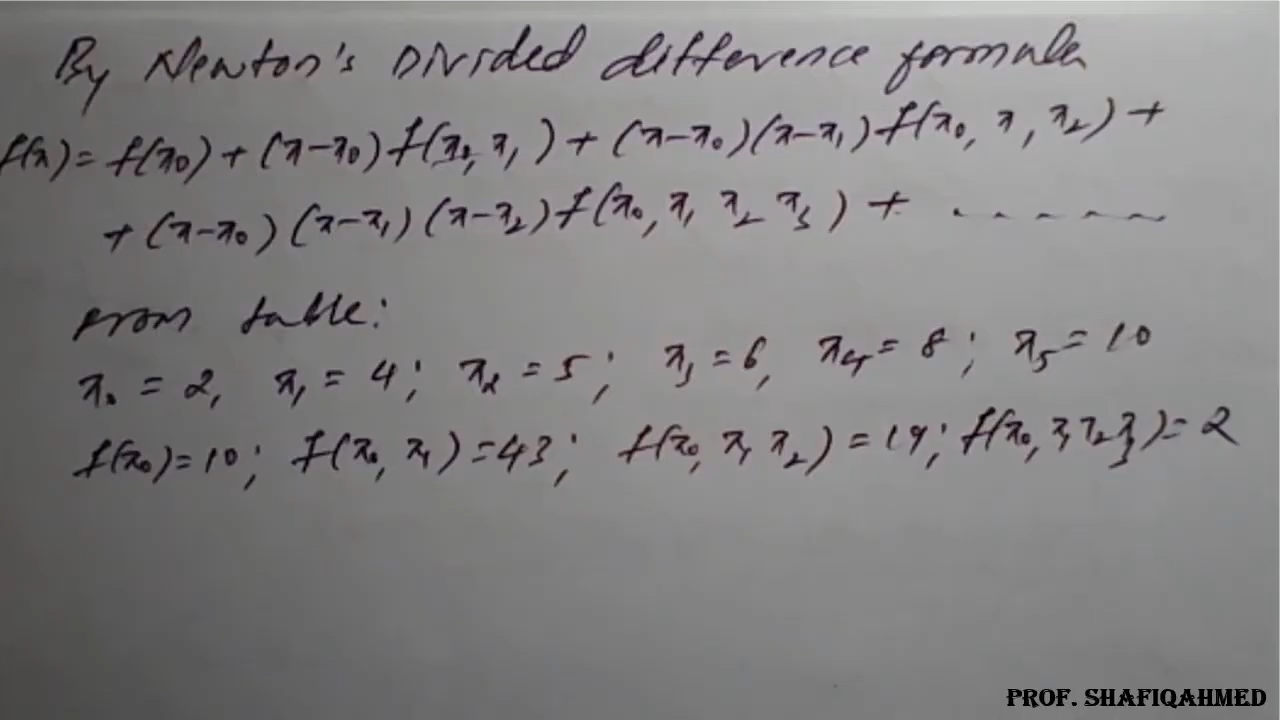 By Newton's Divided difference formula
f(x) = f(x₀) + (x-x₀) f(x₀, x₁) + (x-x₀)(x-x₁) f(x₀, x, x₂) +
+ (x-x₀) (x-x₁) (x-x₂) f(x₀, x₁ x₂ x₃) + . - - - - -
From table:
x₀ = 2, x₁ = 4; x₂ = 5; x₃ = 6, x₄ = 8; x₅ = 10
f(x₀) = 10; f(x₀, x₁) = 43; f(x₀, x₁ x₂) = 19; f(x₀, x₁ x₂ x₃) = 2
PROF. SHAFIQAHMED